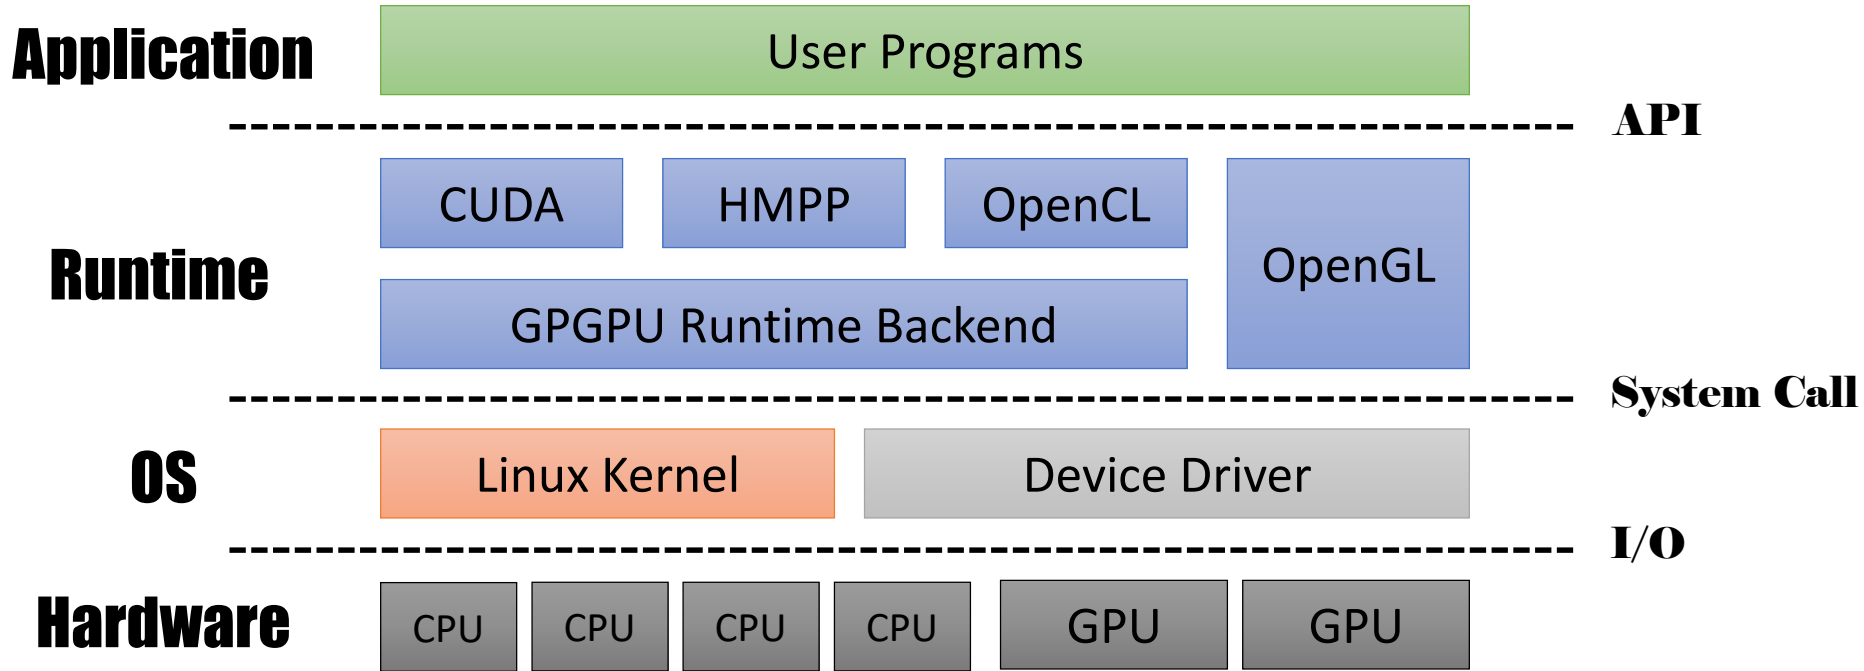 Application
User Programs
API
CUDA
HMPP
OpenCL
Runtime
OpenGL
GPGPU Runtime Backend
System Call
OS
Linux Kernel
Device Driver
I/O
Hardware
CPU
CPU
CPU
CPU
GPU
GPU